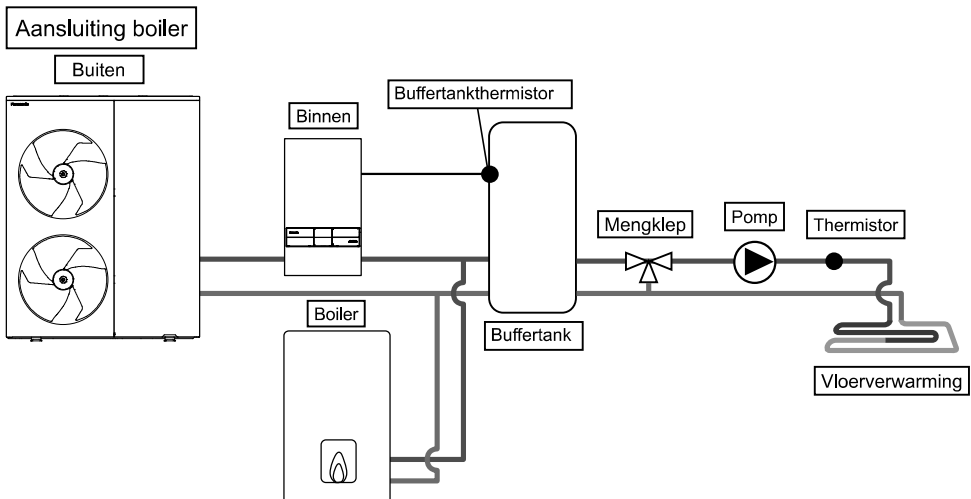 Aansluiting boiler
Buiten
Binnen
Buffertankthermistor
Mengklep
Pomp
Thermistor
Boiler
Buffertank
Vloerverwarming